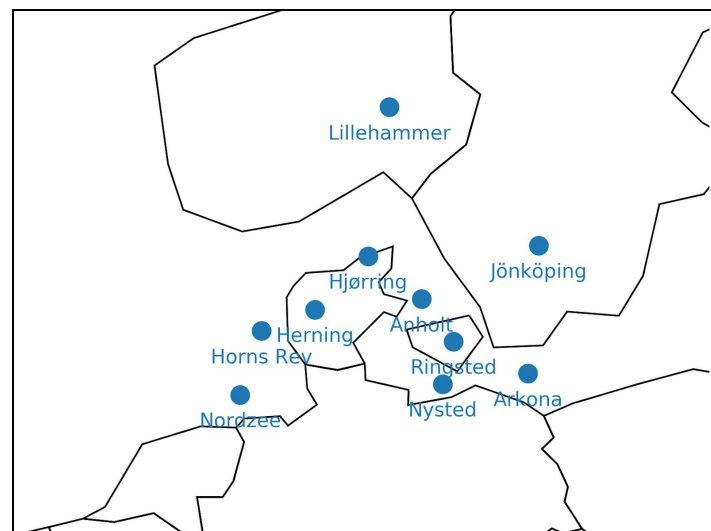 Lillehammer
Jönköping
Hjørring
Anholt
Herning
Horns Rev
Ringsted
Arkona
Nysted
Nordzee